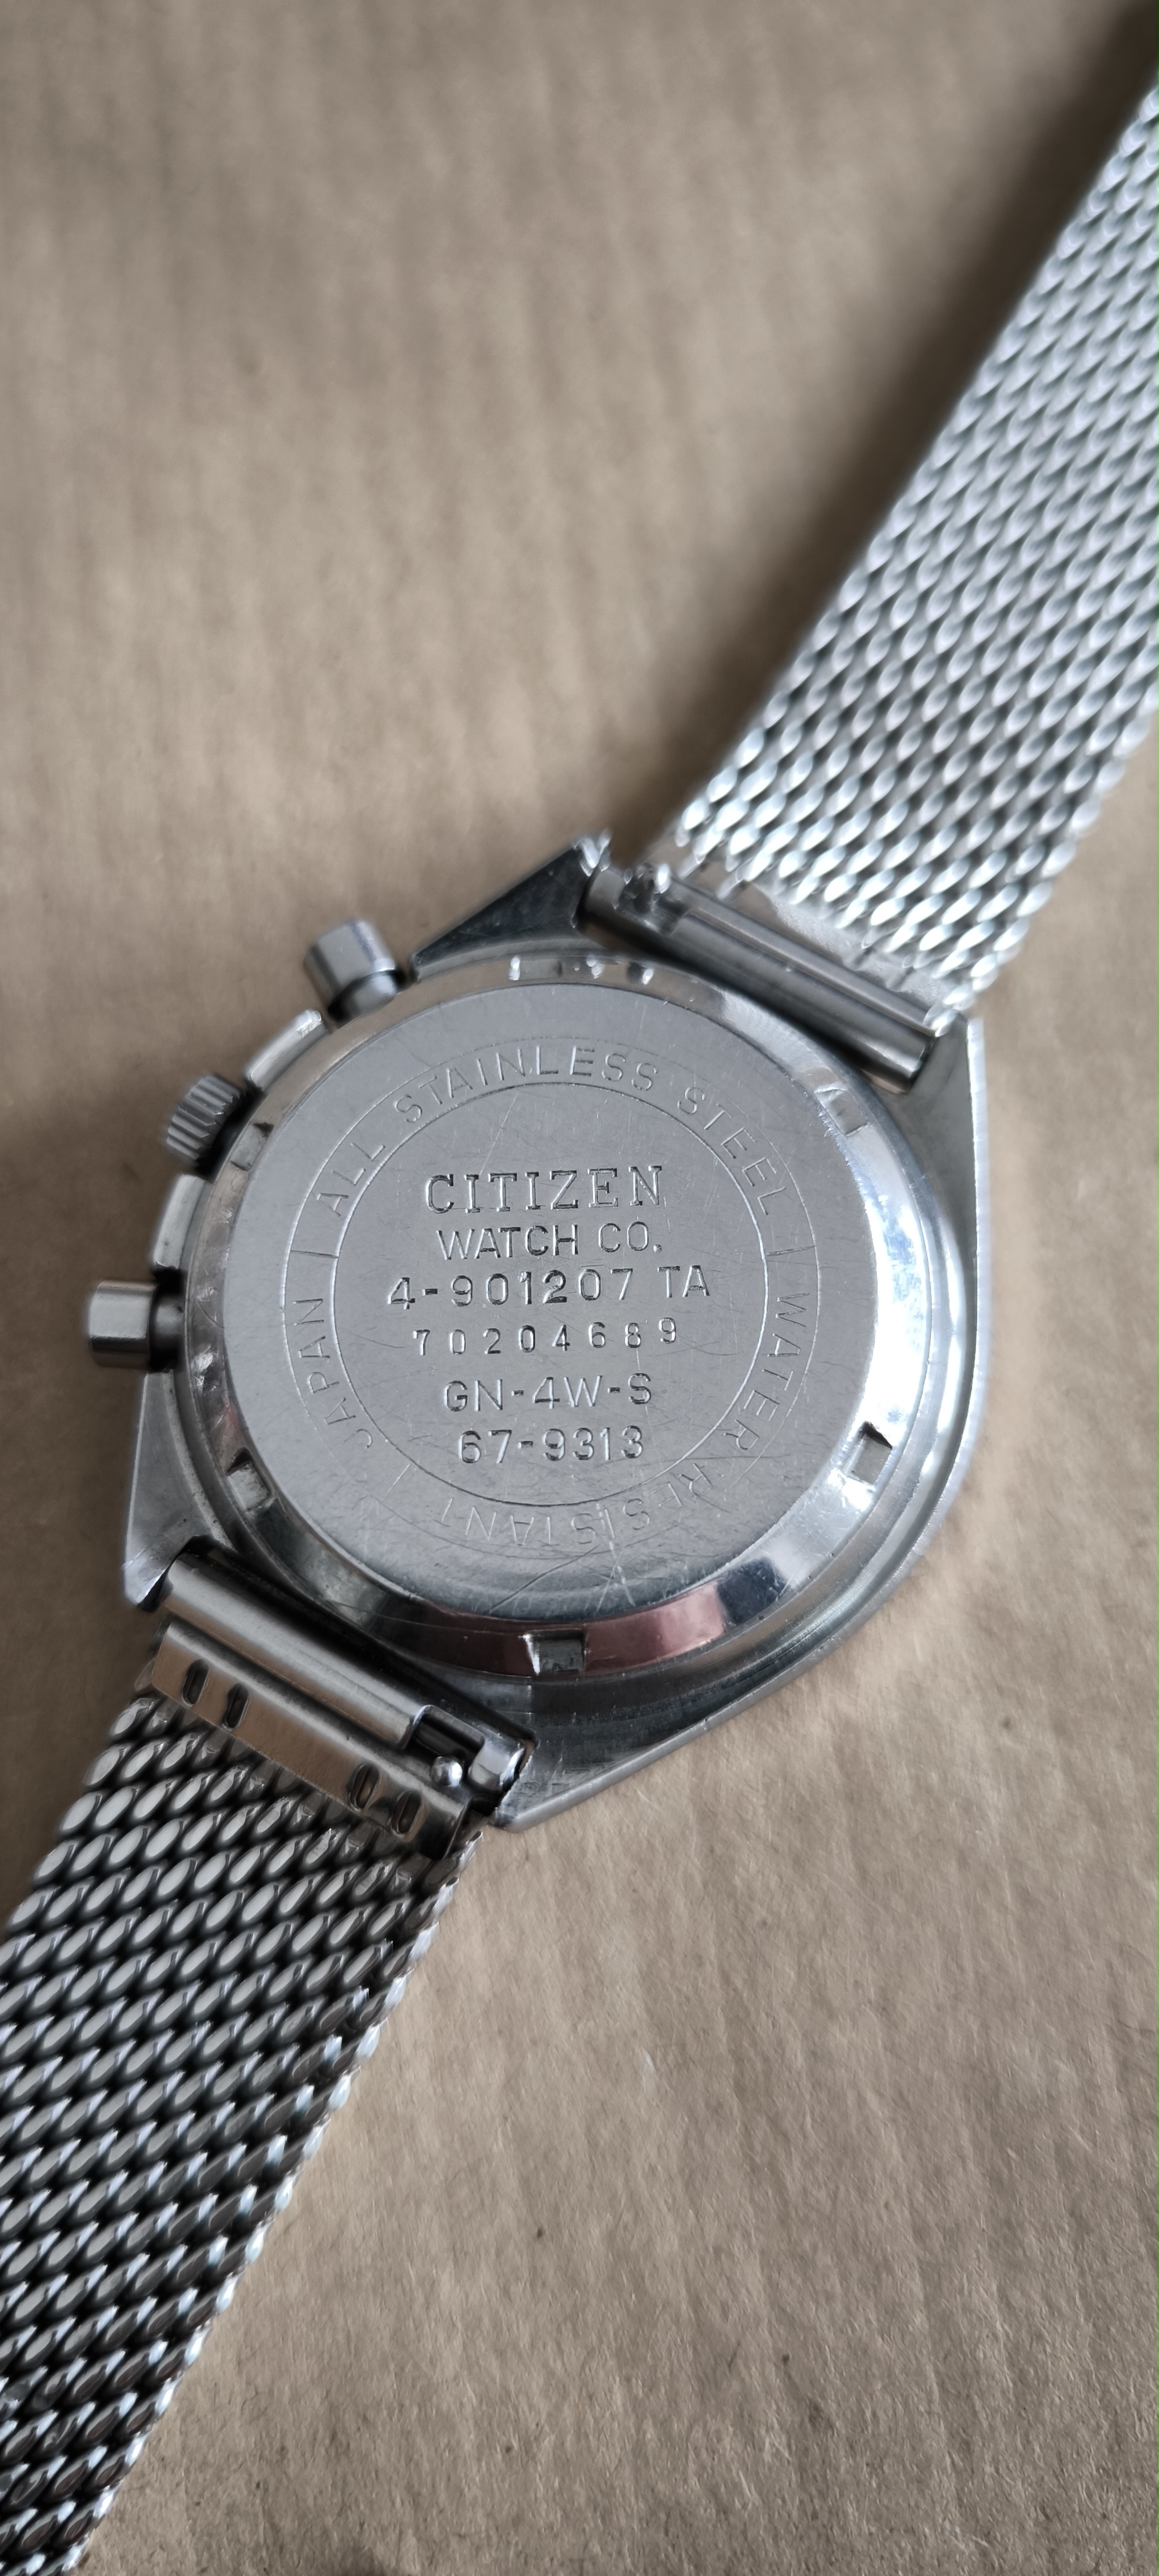 CITIZEN
WATCH CO.
4-901207 TA
70204689
GN-4W-S
67-9313
ALL STAINLESS STEEL
WATER RESISTANT
JAPAN